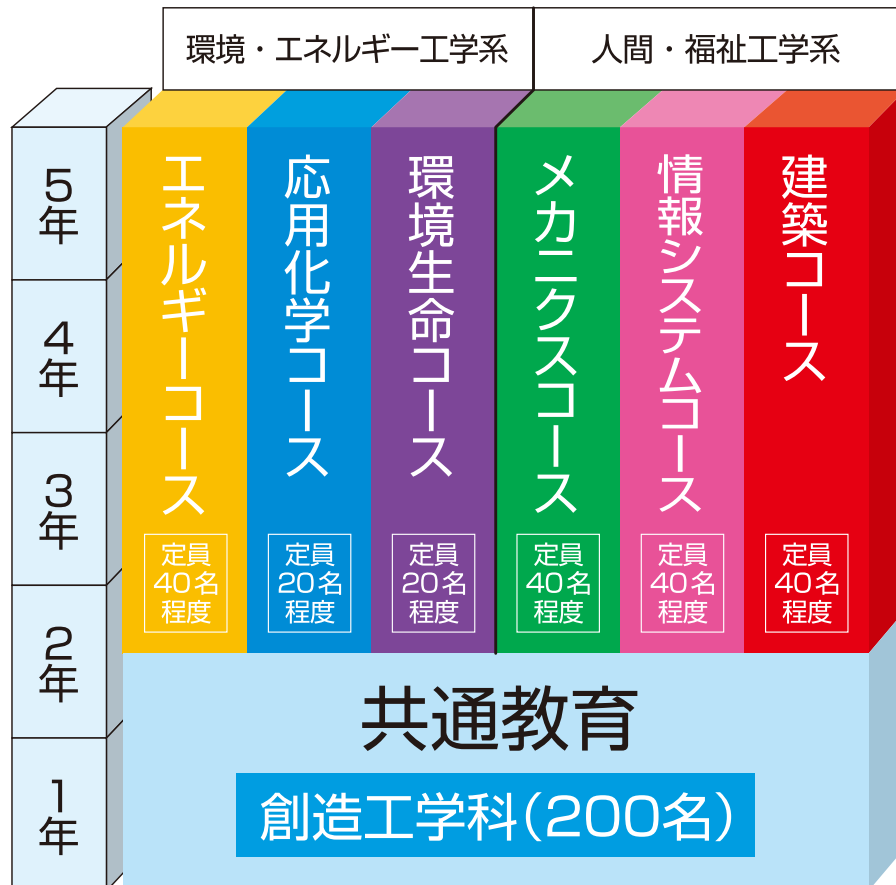 環境・エネルギー工学系
人間・福祉工学系
5年
4年
3年
2年
1年
エネルギーコース
定員
40名
程度
応用化学コース
定員
20名
程度
環境生命コース
定員
20名
程度
メカニクスコース
定員
40名
程度
情報システムコース
定員
40名
程度
建築コース
定員
40名
程度
共通教育
創造工学科(200名)